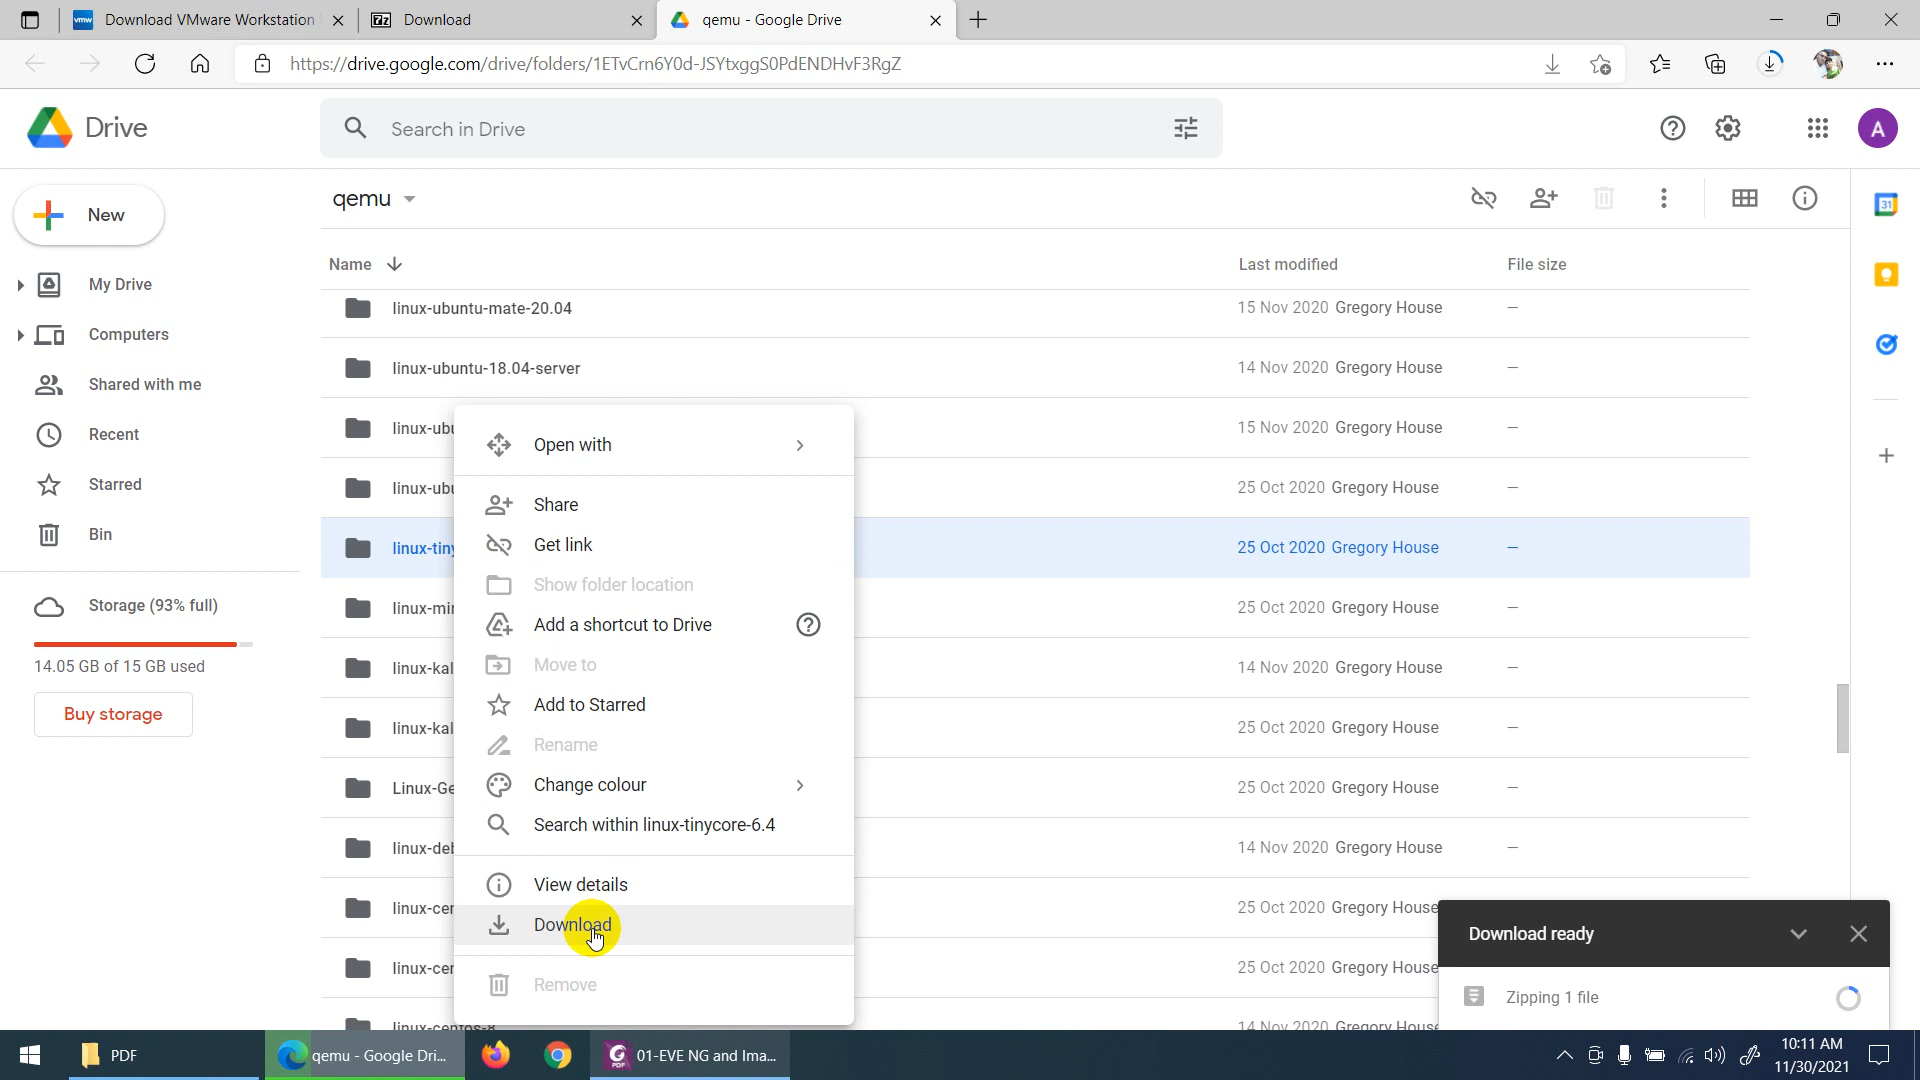 Download VMware Workstation
Download
qemu - Google Drive
https://drive.google.com/drive/folders/1ETvCrn6Y0d-JSYtxggS0PdENDHvF3RgZ
Drive
Search in Drive
A
New
qemu
Name
Last modified
File size
My Drive
Computers
Shared with me
Recent
Starred
Bin
Storage (93% full)
14.05 GB of 15 GB used
Buy storage
linux-ubuntu-mate-20.04
15 Nov 2020 Gregory House
–
linux-ubuntu-18.04-server
14 Nov 2020 Gregory House
–
linux-ubu
15 Nov 2020 Gregory House
–
linux-ubu
25 Oct 2020 Gregory House
–
linux-tiny
25 Oct 2020 Gregory House
–
linux-min
25 Oct 2020 Gregory House
–
linux-kal
14 Nov 2020 Gregory House
–
linux-kal
25 Oct 2020 Gregory House
–
Linux-Ge
25 Oct 2020 Gregory House
–
linux-deb
14 Nov 2020 Gregory House
–
linux-cen
25 Oct 2020 Gregory House
linux-cen
25 Oct 2020 Gregory House
linux-centos-8
14 Nov 2020 Gregory House
Open with
Share
Get link
Show folder location
Add a shortcut to Drive
Move to
Add to Starred
Rename
Change colour
Search within linux-tinycore-6.4
View details
Download
Remove
Download ready
Zipping 1 file
PDF
qemu - Google Dri...
01-EVE NG and Ima...
10:11 AM
11/30/2021